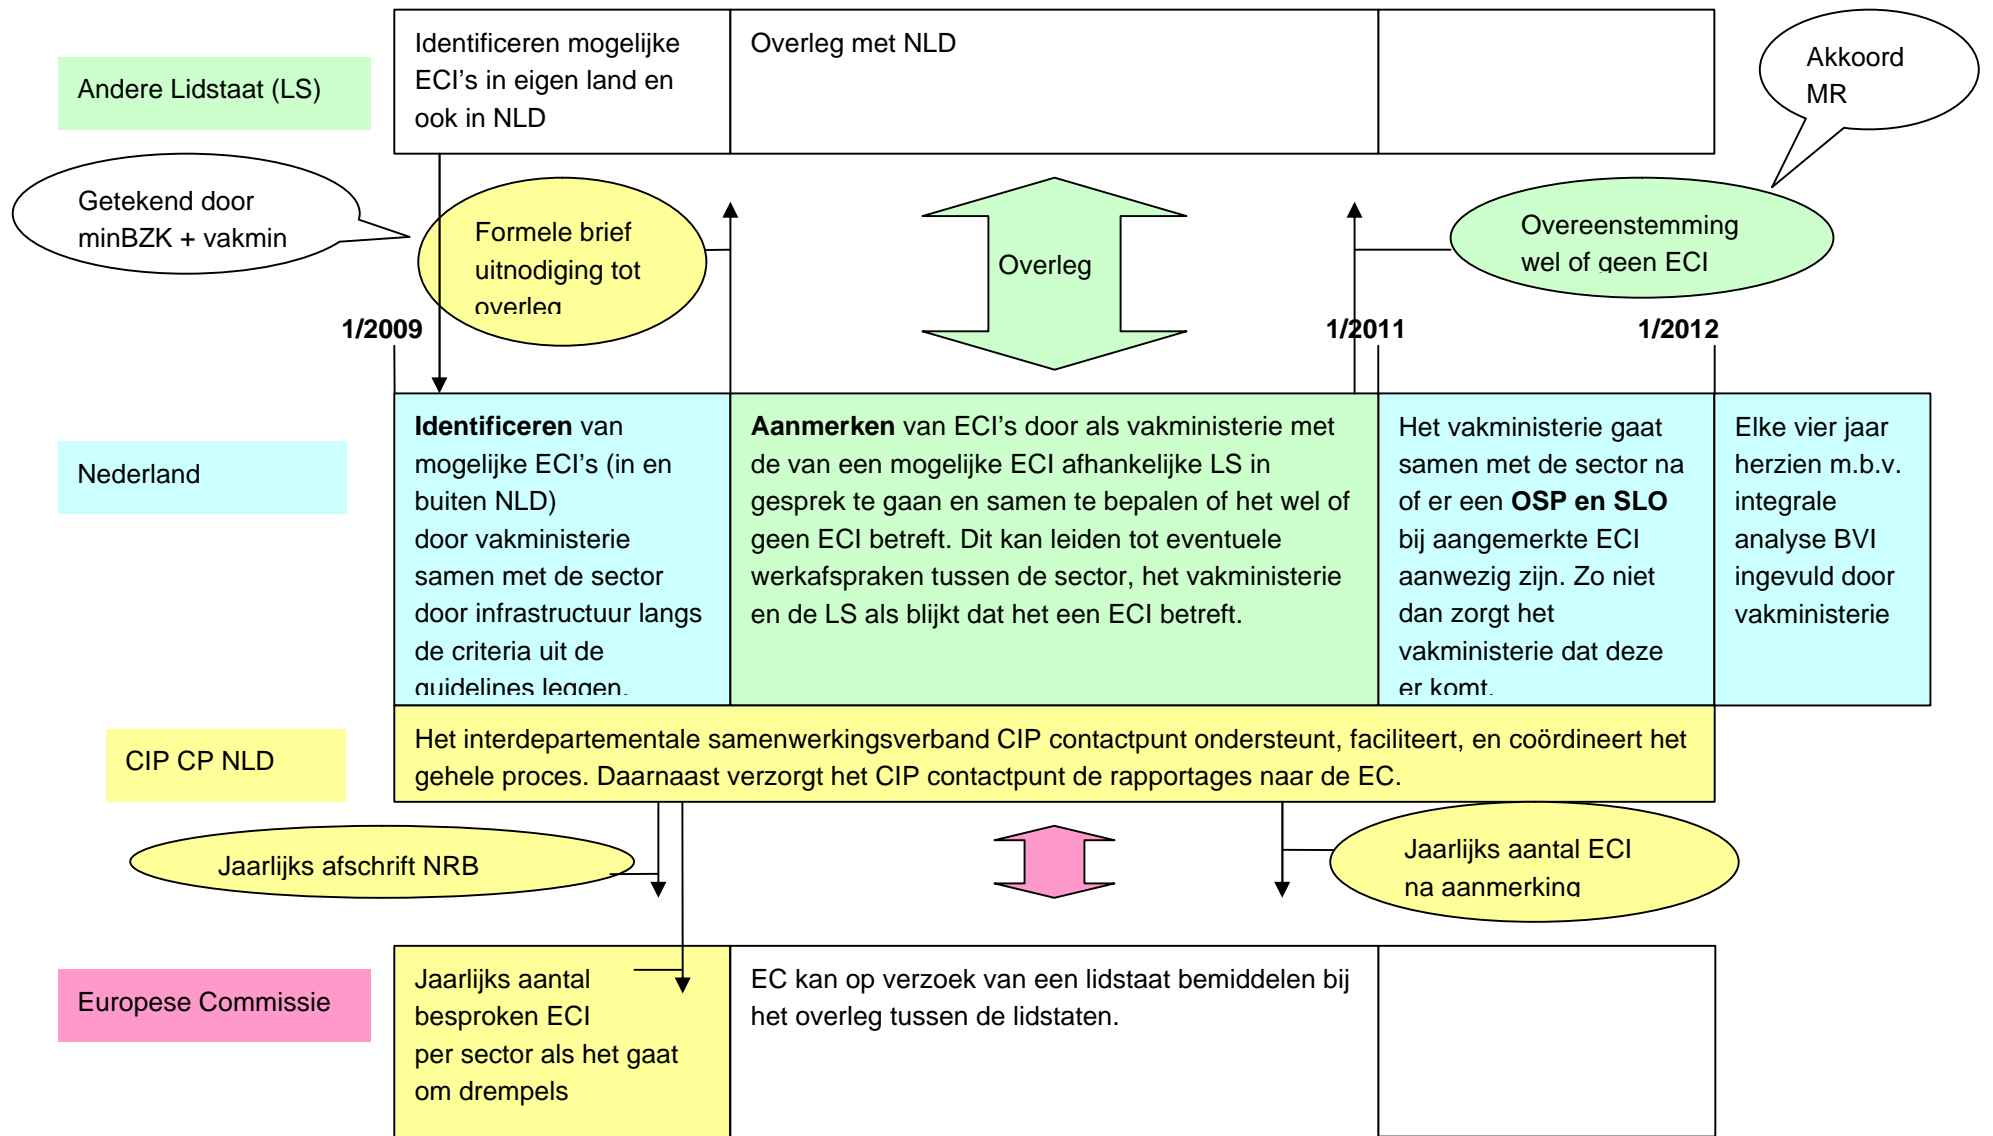 Andere Lidstaat (LS)
Identificeren mogelijke
ECI's in eigen land en
ook in NLD
Overleg met NLD
Akkoord
MR
Getekend door
minBZK + vakmin
Formele brief
uitnodiging tot
overleg
Overleg
Overeenstemming
wel of geen ECI
1/2009
1/2011
1/2012
Nederland
Identificeren van
mogelijke ECI's (in en
buiten NLD)
door vakministerie
samen met de sector
door infrastructuur langs
de criteria uit de
guidelines leggen.
Aanmerken van ECI's door als vakministerie met
de van een mogelijke ECI afhankelijke LS in
gesprek te gaan en samen te bepalen of het wel of
geen ECI betreft. Dit kan leiden tot eventuele
werkafspraken tussen de sector, het vakministerie
en de LS als blijkt dat het een ECI betreft.
Het vakministerie gaat
samen met de sector na
of er een OSP en SLO
bij aangemerkte ECI
aanwezig zijn. Zo niet
dan zorgt het
vakministerie dat deze
er komt.
Elke vier jaar
herzien m.b.v.
integrale
analyse BVI
ingevuld door
vakministerie
CIP CP NLD
Het interdepartementale samenwerkingsverband CIP contactpunt ondersteunt, faciliteert, en coördineert het
gehele proces. Daarnaast verzorgt het CIP contactpunt de rapportages naar de EC.
Jaarlijks afschrift NRB
Jaarlijks aantal ECI
na aanmerking
Europese Commissie
Jaarlijks aantal
besproken ECI
per sector als het gaat
om drempels
EC kan op verzoek van een lidstaat bemiddelen bij
het overleg tussen de lidstaten.